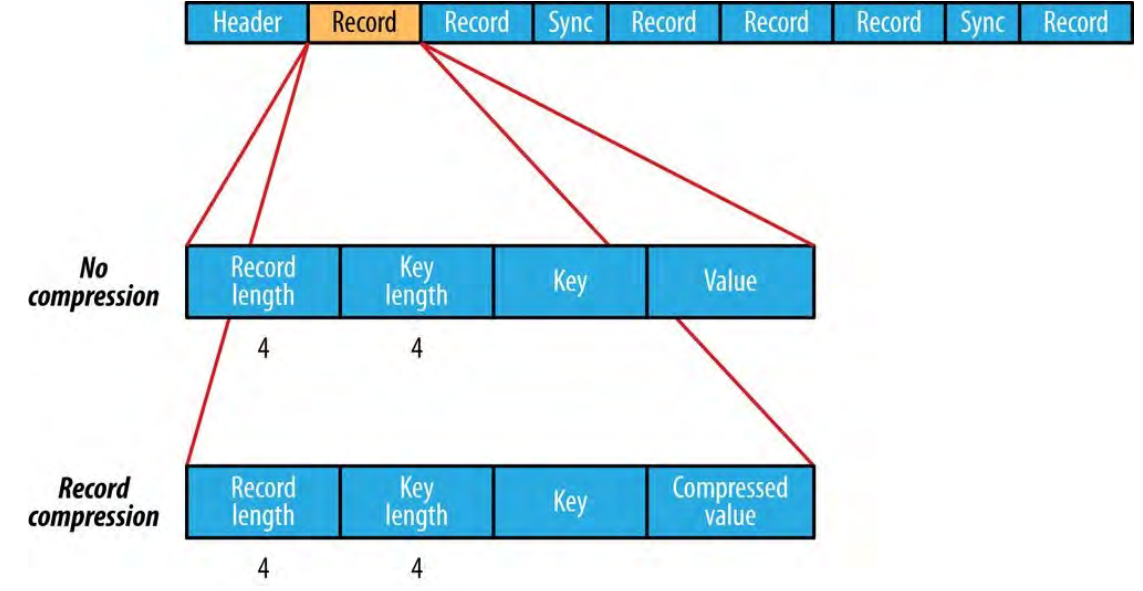 Header Record Record Sync Record Record Record Sync Record
No
compression
Record
length
Key
length
Key
Value
4 4
Record
compression
Record
length
Key
length
Key
Compressed
value
4 4